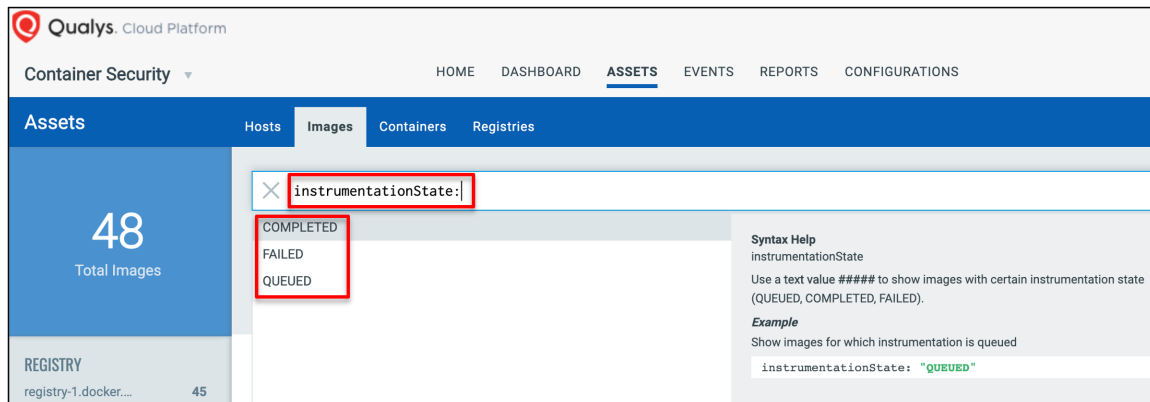 Qualys. Cloud Platform
Container Security
HOME DASHBOARD ASSETS EVENTS REPORTS CONFIGURATIONS
Assets
Hosts Images Containers Registries
instrumentationState:
48
Total Images
COMPLETED
FAILED
QUEUED
Syntax Help
instrumentationState
Use a text value ##### to show images with certain instrumentation state
(QUEUED, COMPLETED, FAILED).
Example
Show images for which instrumentation is queued
instrumentationState: "QUEUED"
REGISTRY
registry-1.docker.... 45